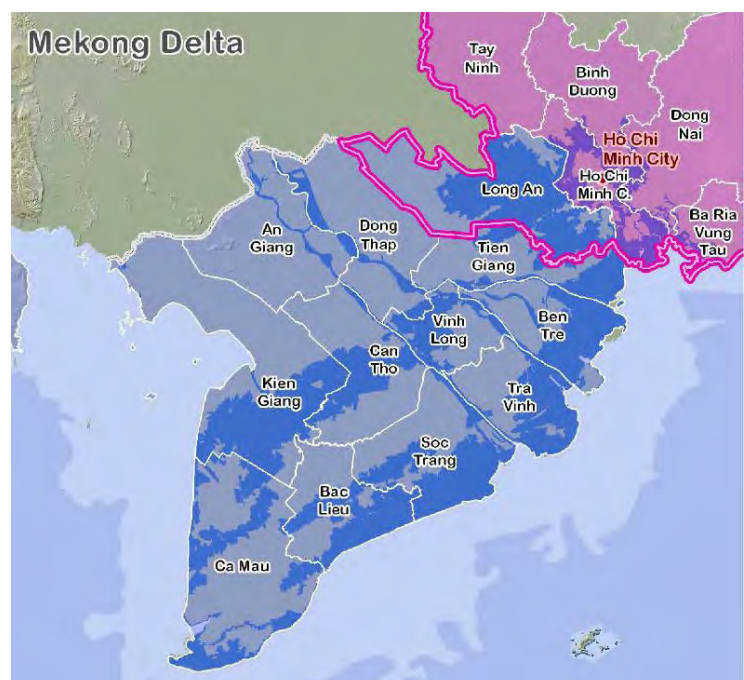 Mekong Delta
Tay
Ninh
Binh
Duong
Dong
Nai
Ho Chi
Minh City
Ho Chi
Minh C.
Long An
Ba Ria
Vung
Tau
An
Giang
Dong
Thap
Tien
Giang
Vinh
Long
Ben
Tre
Can
Tho
Kien
Giang
Tra
Vinh
Soc
Trang
Bac
Lieu
Ca Mau